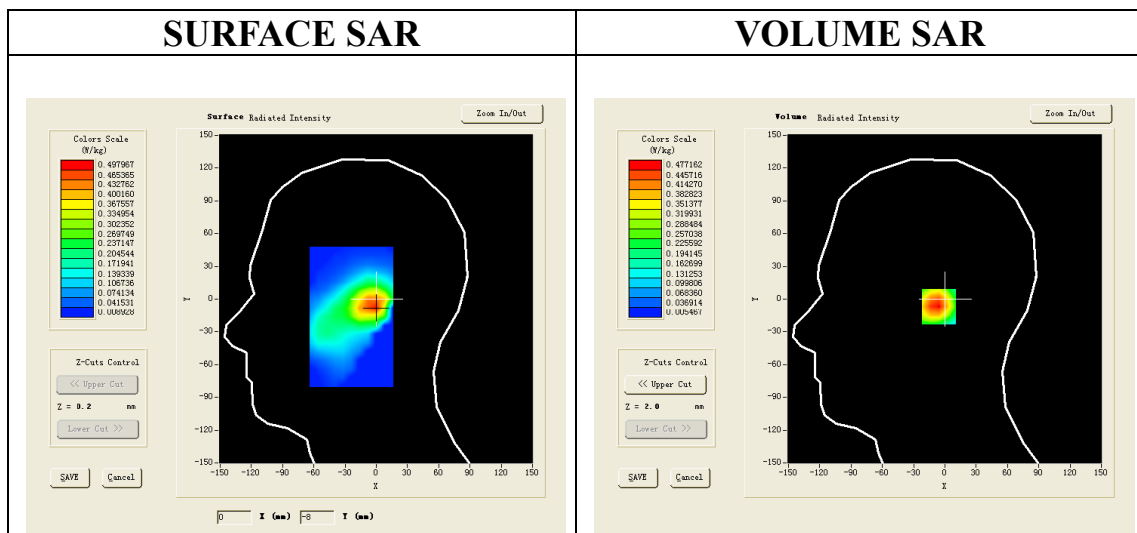 SURFACE SAR
VOLUME SAR
Surface Radiated Intensity
Zoom In/Out
Colors Scale
(W/kg)
0.497967
0.465365
0.432762
0.400160
0.367557
0.334954
0.302352
0.269749
0.237147
0.204544
0.171941
0.139339
0.106736
0.074134
0.041531
0.008928
150
120
90
60
30
0
-30
-60
-90
-120
-150
Y
-150 -120 -90 -60 -30 0 30 60 90 120 150
X
Z-Cuts Control
<< Upper Cut
Z = 0.2 mm
Lower Cut >>
SAVE Cancel
0 X (mm) -8 Y (mm)
Volume Radiated Intensity
Zoom In/Out
Colors Scale
(W/kg)
0.477162
0.445716
0.414270
0.382823
0.351377
0.319931
0.288484
0.257038
0.225592
0.194145
0.162699
0.131253
0.099806
0.068360
0.036914
0.005467
150
120
90
60
30
0
-30
-60
-90
-120
-150
Y
-150 -120 -90 -60 -30 0 30 60 90 120 150
X
Z-Cuts Control
<< Upper Cut
Z = 2.0 mm
Lower Cut >>
SAVE Cancel